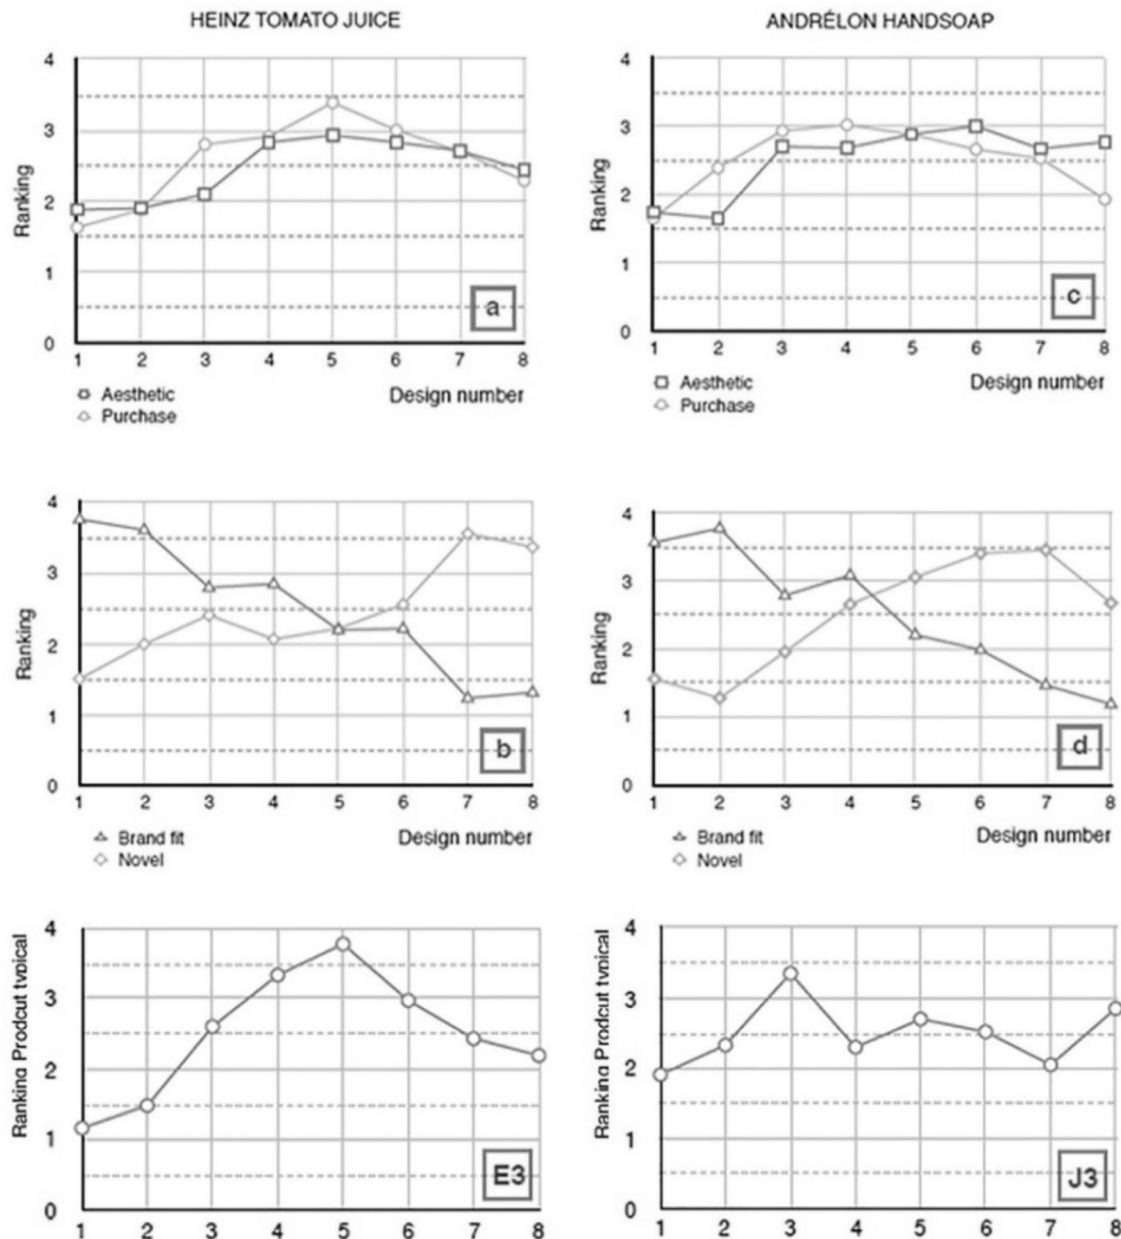 HEINZ TOMATO JUICE
4
3
2
1
0
Ranking
a
1 2 3 4 5 6 7 8
Aesthetic
Purchase
Design number
ANDRÉLON HANDSOAP
4
3
2
1
0
Ranking
c
1 2 3 4 5 6 7 8
Aesthetic
Purchase
Design number
4
3
2
1
0
Ranking
b
1 2 3 4 5 6 7 8
Brand fit
Novel
Design number
4
3
2
1
0
Ranking
d
1 2 3 4 5 6 7 8
Brand fit
Novel
Design number
4
3
2
1
0
Ranking Prodcut typical
E3
1 2 3 4 5 6 7 8
4
3
2
1
0
Ranking Prodcut typical
J3
1 2 3 4 5 6 7 8